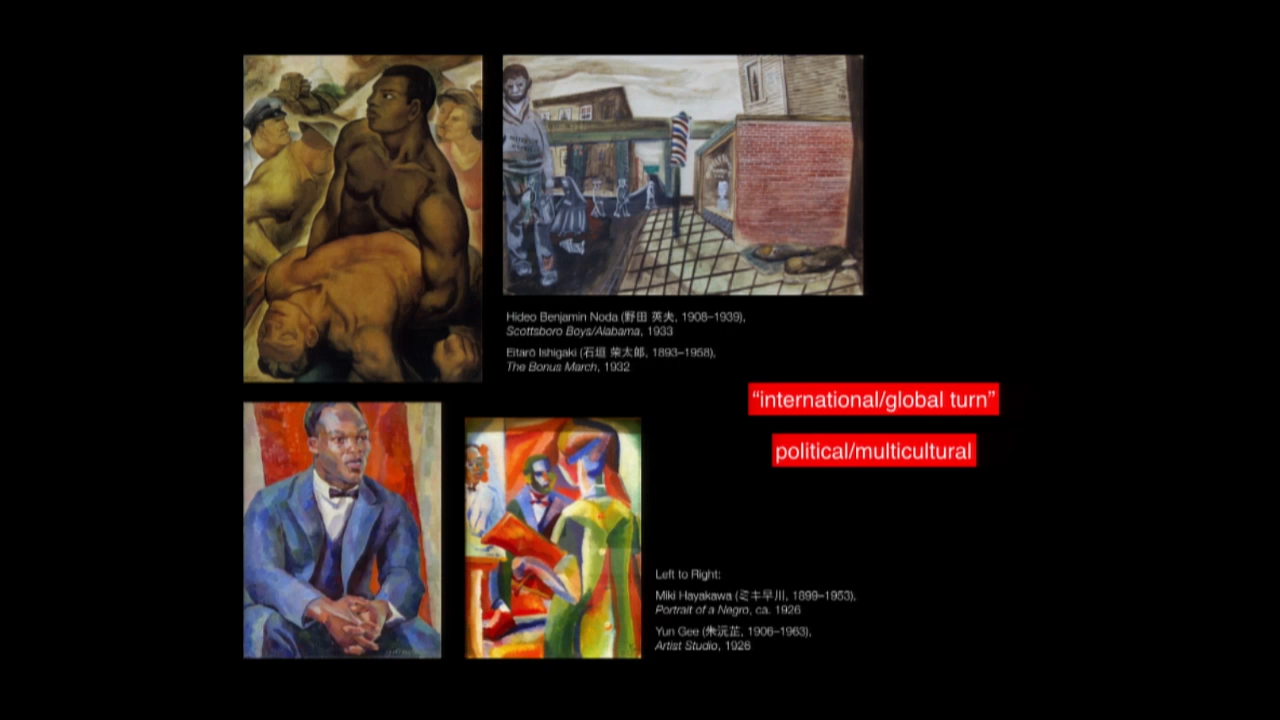 Hideo Benjamin Noda (野田 英夫, 1908–1939),
Scottsboro Boys/Alabama, 1933
Eitarō Ishigaki (石垣 栄太郎, 1893–1958),
The Bonus March, 1932
“international/global turn”
political/multicultural
Left to Right:
Miki Hayakawa (ミキ早川, 1899–1953),
Portrait of a Negro, ca. 1926
Yun Gee (朱沅芷, 1906–1963),
Artist Studio, 1926